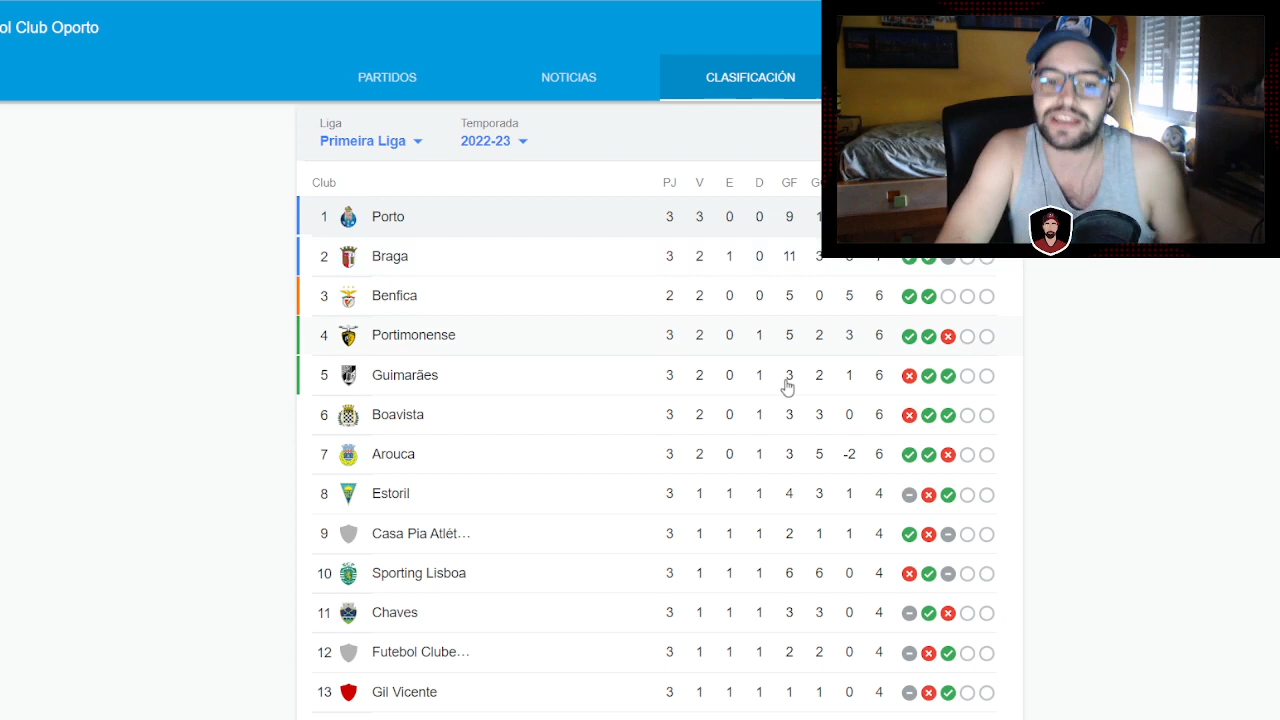 ol Club Oporto
PARTIDOS NOTICIAS CLASIFICACIÓN
Liga Temporada
Primeira Liga 2022-23
Club PJ V E D GF
1 Porto 3 3 0 0 9
2 Braga 3 2 1 0 11
3 Benfica 2 2 0 0 5 0 5 6
4 Portimonense 3 2 0 1 5 2 3 6
5 Guimarães 3 2 0 1 3 2 1 6
6 Boavista 3 2 0 1 3 3 0 6
7 Arouca 3 2 0 1 3 5 -2 6
8 Estoril 3 1 1 1 4 3 1 4
9 Casa Pia Atlét... 3 1 1 1 2 1 1 4
10 Sporting Lisboa 3 1 1 1 6 6 0 4
11 Chaves 3 1 1 1 3 3 0 4
12 Futebol Clube... 3 1 1 1 2 2 0 4
13 Gil Vicente 3 1 1 1 1 1 0 4